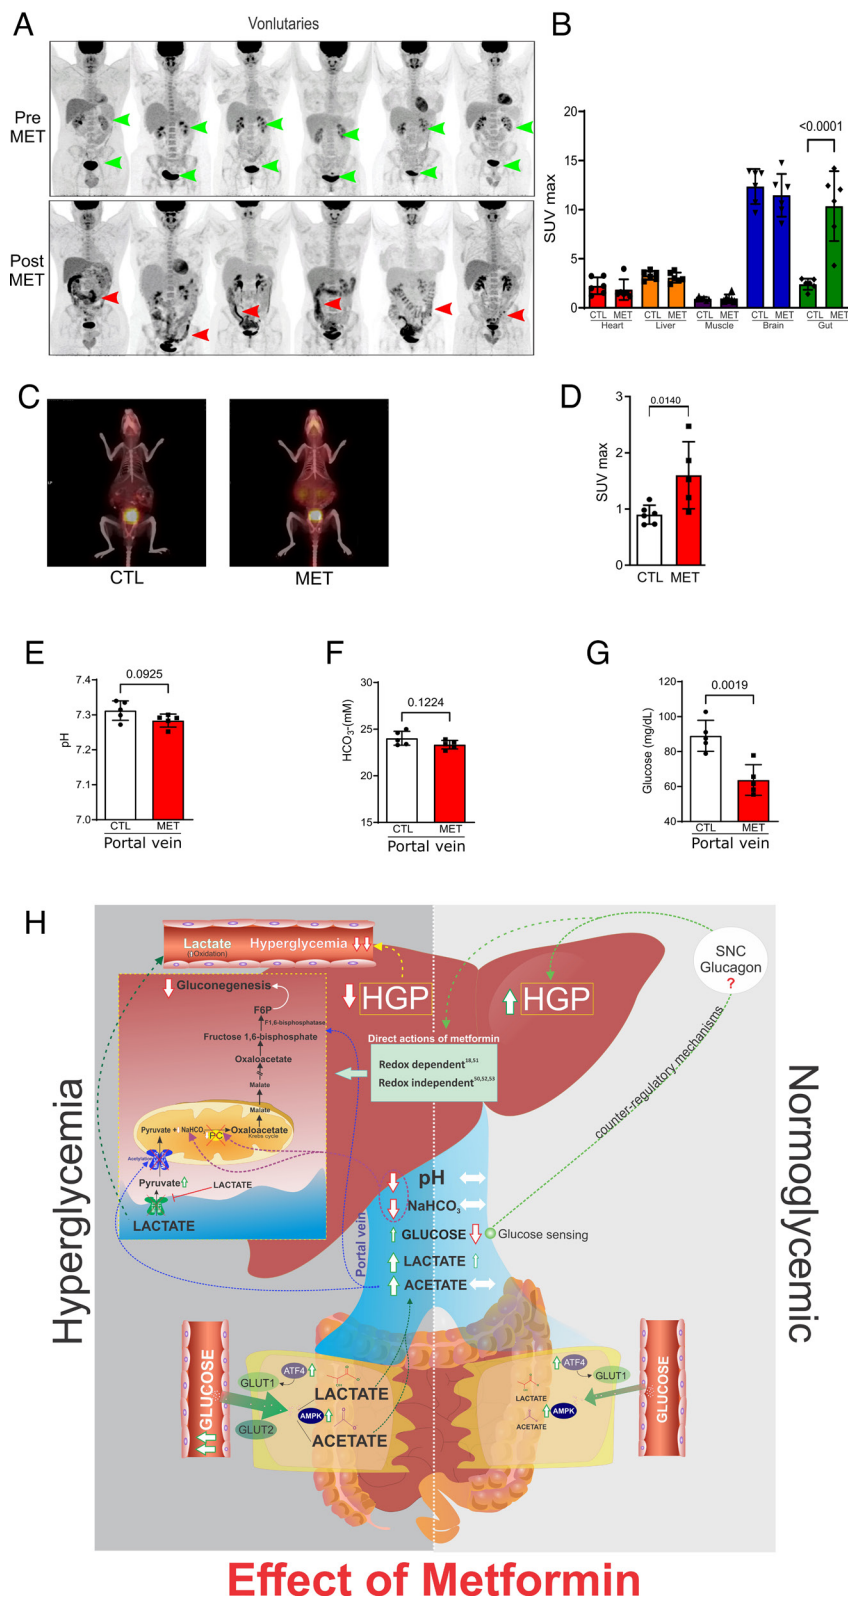 A
Vonlutaries
Pre
MET
Post
MET
B
SUV max
20
15
10
5
0
<0.0001
CTL MET CTL MET CTL MET CTL MET CTL MET
Heart Liver Muscle Brain Gut
C
CTL
MET
D
SUV max
3
2
1
0
0.0140
CTL MET
E
pH
7.4
7.3
7.2
7.1
7.0
0.0925
CTL MET
Portal vein
F
HCO₃-(mM)
30
25
20
15
0.1224
CTL MET
Portal vein
G
Glucose (mg/dL)
120
100
80
60
40
0.0019
CTL MET
Portal vein
H
Hyperglycemia
Normoglycemic
Lactate
Hyperglycemia
Gluconegenesis
F6P
F1,6-bisphosphatase
Fructose 1,6-bisphosphate
Oxaloacetate
Malate
Malate
Oxaloacetate
Krebs cycle
Pyruvate + NaHCO₃
PC
Acetylation
Pyruvate
LACTATE
LACTATE
HGP
HGP
SNC
Glucagon
?
Direct actions of metformin
Redox dependent
Redox independent
counter-regulatory mechanisms
Portal vein
pH
NaHCO₃
GLUCOSE
LACTATE
ACETATE
Glucose sensing
GLUCOSE
GLUT1
ATF4
GLUT2
AMPK
LACTATE
ACETATE
ATF4
GLUT1
LACTATE
AMPK
ACETATE
GLUCOSE
Effect of Metformin